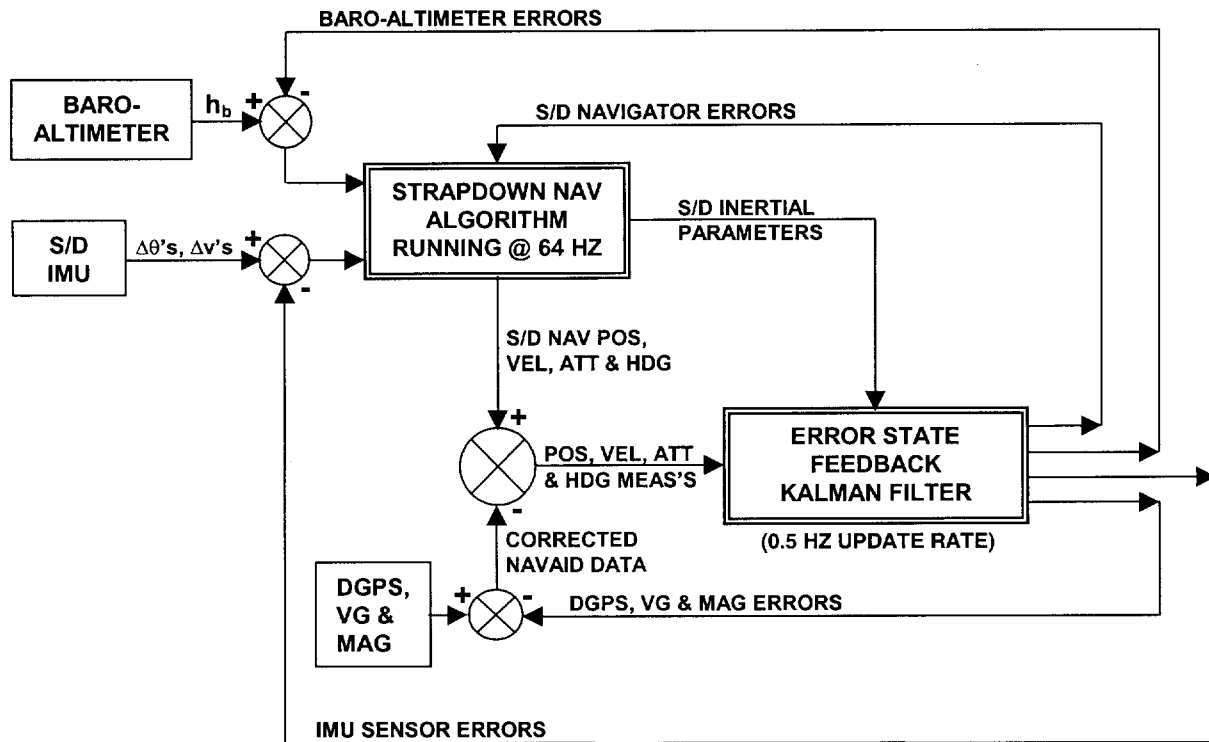 BARO-ALTIMETER ERRORS
BARO-
ALTIMETER
h_b
+
-
S/D NAVIGATOR ERRORS
STRAPDOWN NAV
ALGORITHM
RUNNING @ 64 HZ
S/D INERTIAL
PARAMETERS
S/D
IMU
Δθ's, Δv's
+
-
S/D NAV POS,
VEL, ATT & HDG
+
-
POS, VEL, ATT
& HDG MEAS'S
ERROR STATE
FEEDBACK
KALMAN FILTER
(0.5 HZ UPDATE RATE)
CORRECTED
NAVAID DATA
DGPS,
VG &
MAG
+
-
DGPS, VG & MAG ERRORS
IMU SENSOR ERRORS